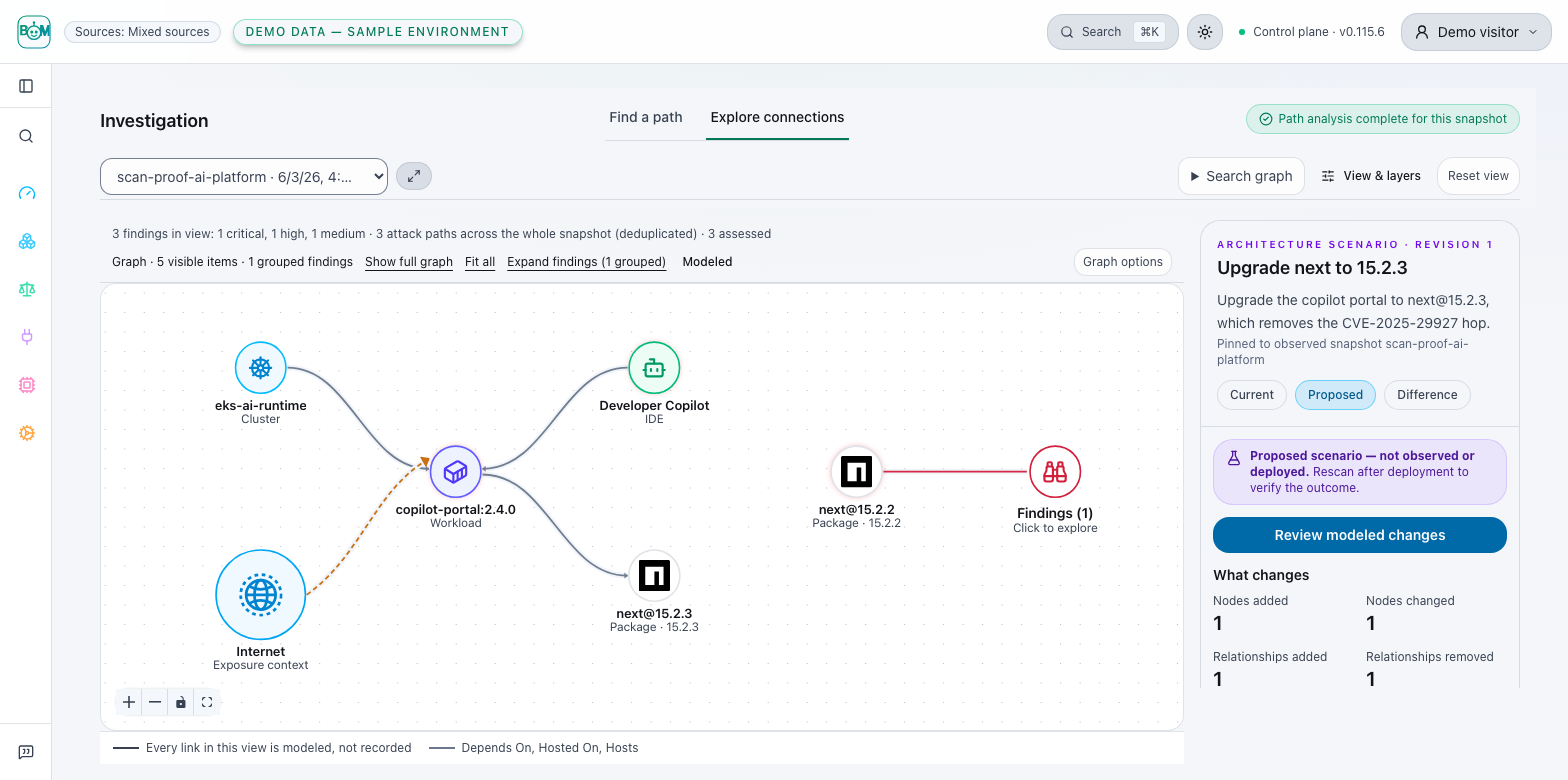 BOM
Sources: Mixed sources
DEMO DATA — SAMPLE ENVIRONMENT
Search ⌘K
Control plane · v0.115.6
Demo visitor
Investigation
Find a path
Explore connections
Path analysis complete for this snapshot
scan-proof-ai-platform · 6/3/26, 4:...
Search graph
View & layers
Reset view
3 findings in view: 1 critical, 1 high, 1 medium · 3 attack paths across the whole snapshot (deduplicated) · 3 assessed
Graph · 5 visible items · 1 grouped findings Show full graph Fit all Expand findings (1 grouped) Modeled
Graph options
eks-ai-runtime
Cluster
Developer Copilot
IDE
copilot-portal:2.4.0
Workload
next@15.2.2
Package · 15.2.2
Findings (1)
Click to explore
next@15.2.3
Package · 15.2.3
Internet
Exposure context
Every link in this view is modeled, not recorded
Depends On, Hosted On, Hosts
ARCHITECTURE SCENARIO · REVISION 1
Upgrade next to 15.2.3
Upgrade the copilot portal to next@15.2.3,
which removes the CVE-2025-29927 hop.
Pinned to observed snapshot scan-proof-ai-
platform
Current
Proposed
Difference
Proposed scenario — not observed or
deployed. Rescan after deployment to
verify the outcome.
Review modeled changes
What changes
Nodes added
1
Nodes changed
1
Relationships added
1
Relationships removed
1